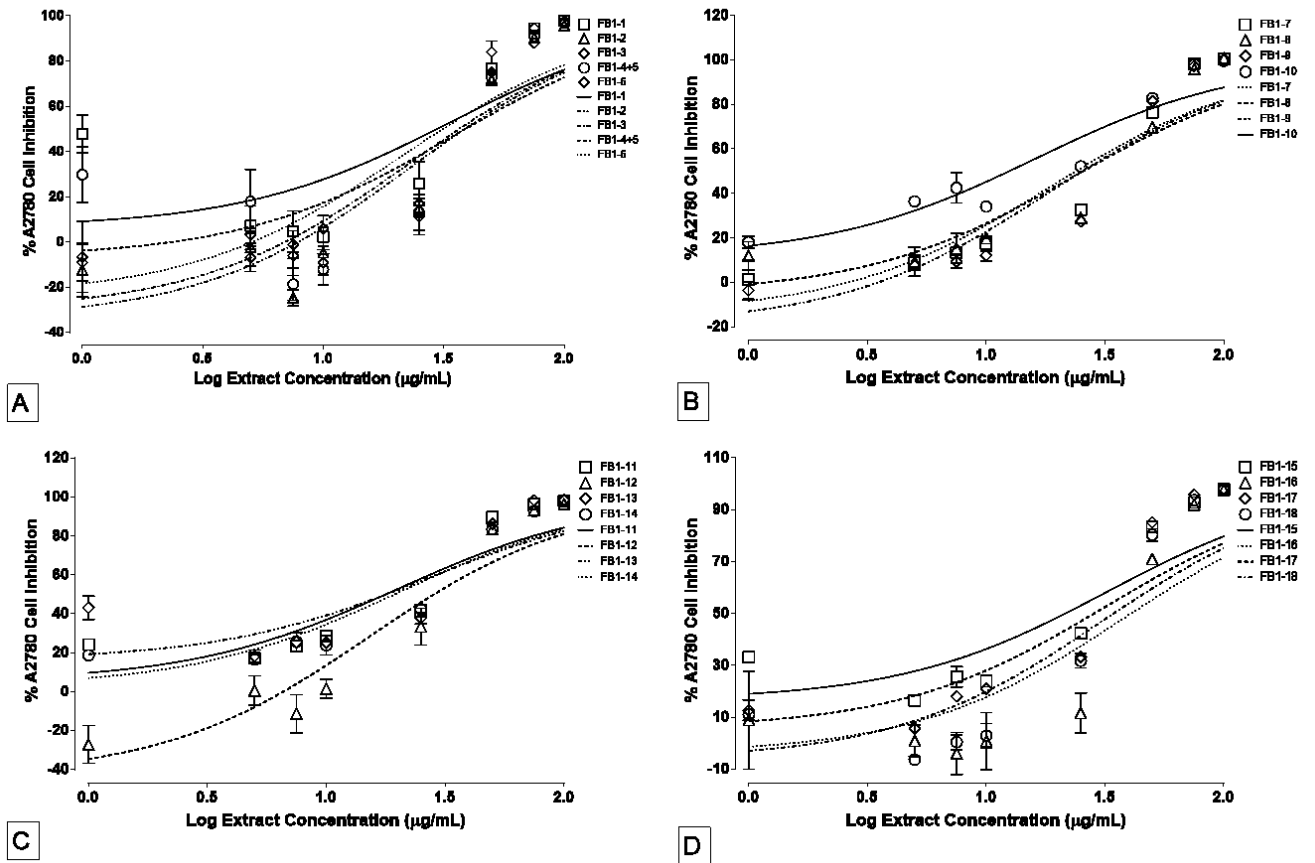 100
80
60
40
20
0
-20
-40
% A2780 Cell Inhibition
0.0 0.5 1.0 1.5 2.0
Log Extract Concentration (μg/mL)
FB1-1
FB1-2
FB1-3
FB1-4+5
FB1-6
FB1-1
FB1-2
FB1-3
FB1-4+5
FB1-6
A
120
100
80
60
40
20
0
-20
% A2780 Cell Inhibition
0.0 0.5 1.0 1.5 2.0
Log Extract Concentration (μg/mL)
FB1-7
FB1-8
FB1-9
FB1-10
FB1-7
FB1-8
FB1-9
FB1-10
B
120
100
80
60
40
20
0
-20
-40
% A2780 Cell Inhibition
0.0 0.5 1.0 1.5 2.0
Log Extract Concentration (μg/mL)
FB1-11
FB1-12
FB1-13
FB1-14
FB1-11
FB1-12
FB1-13
FB1-14
C
110
90
70
50
30
10
-10
% A2780 Cell Inhibition
0.0 0.5 1.0 1.5 2.0
Log Extract Concentration (μg/mL)
FB1-15
FB1-16
FB1-17
FB1-18
FB1-15
FB1-16
FB1-17
FB1-18
D